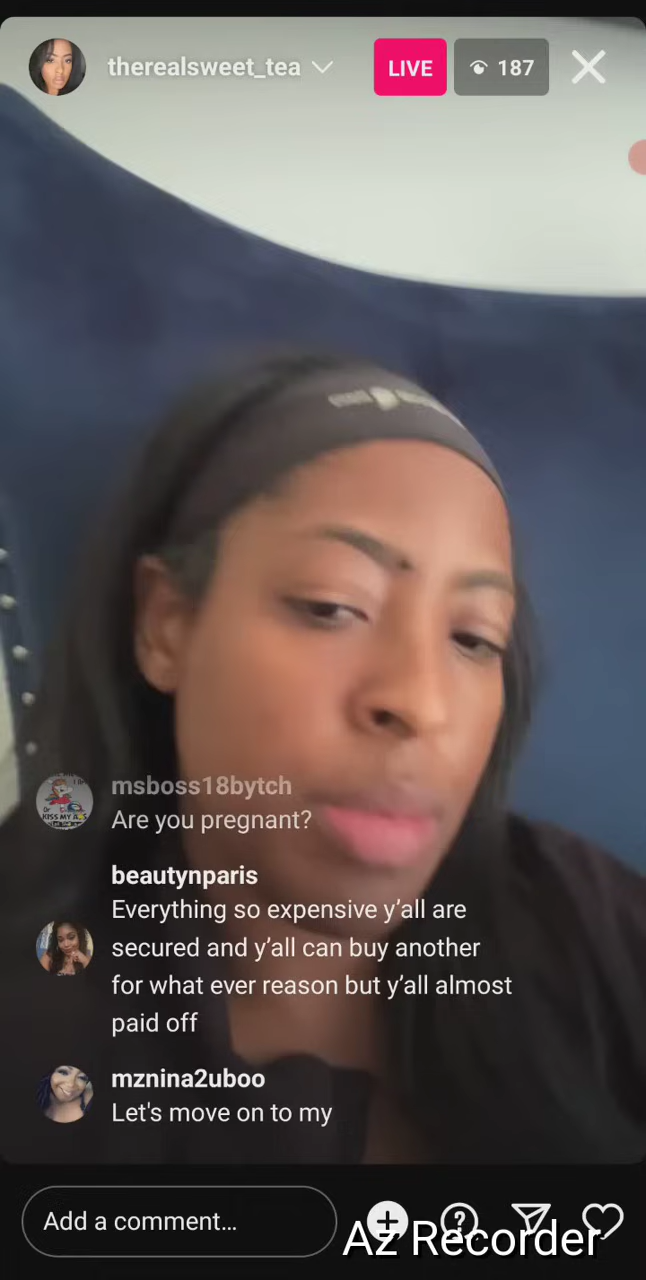 therealsweet_tea
LIVE
187
msboss18bytch
Are you pregnant?
beautynparis
Everything so expensive y'all are
secured and y'all can buy another
for what ever reason but y'all almost
paid off
mznina2uboo
Let's move on to my
Add a comment...
Az Recorder